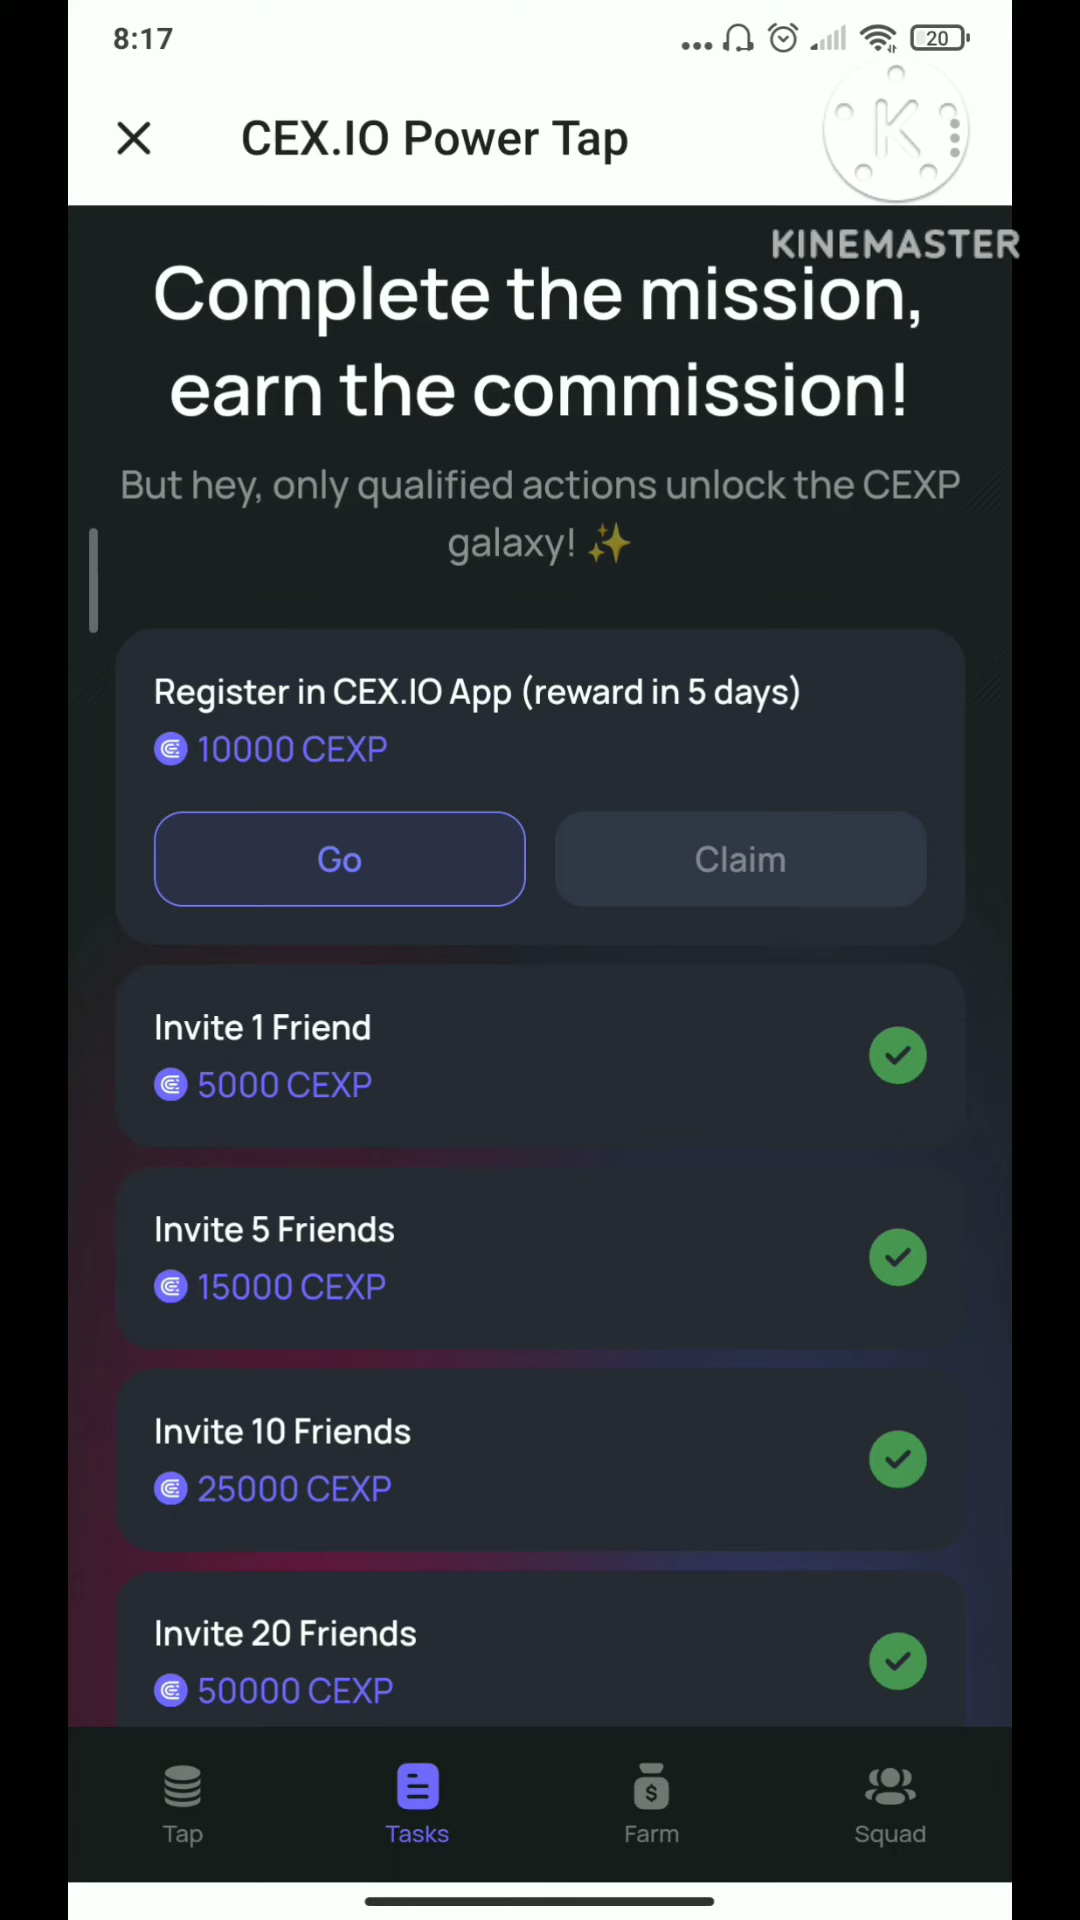 8:17
20
CEX.IO Power Tap
K
KINEMASTER
Complete the mission,
earn the commission!
But hey, only qualified actions unlock the CEXP
galaxy! ✨
Register in CEX.IO App (reward in 5 days)
10000 CEXP
Go
Claim
Invite 1 Friend
5000 CEXP
Invite 5 Friends
15000 CEXP
Invite 10 Friends
25000 CEXP
Invite 20 Friends
50000 CEXP
Tap
Tasks
Farm
Squad